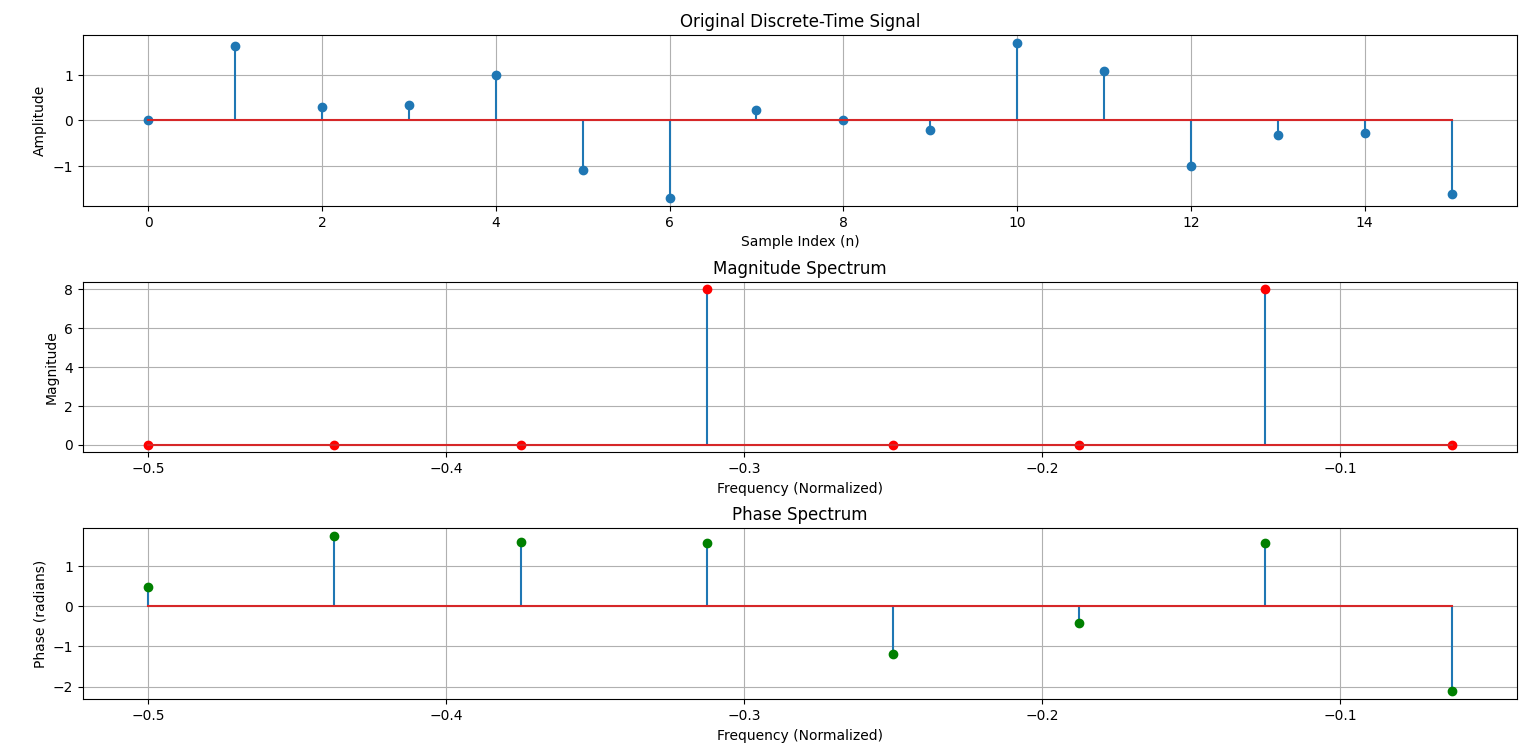 Original Discrete-Time Signal
Amplitude
1
0
−1
0 2 4 6 8 10 12 14
Sample Index (n)
Magnitude Spectrum
Magnitude
8
6
4
2
0
−0.5 −0.4 −0.3 −0.2 −0.1
Frequency (Normalized)
Phase Spectrum
Phase (radians)
1
0
−1
−2
−0.5 −0.4 −0.3 −0.2 −0.1
Frequency (Normalized)